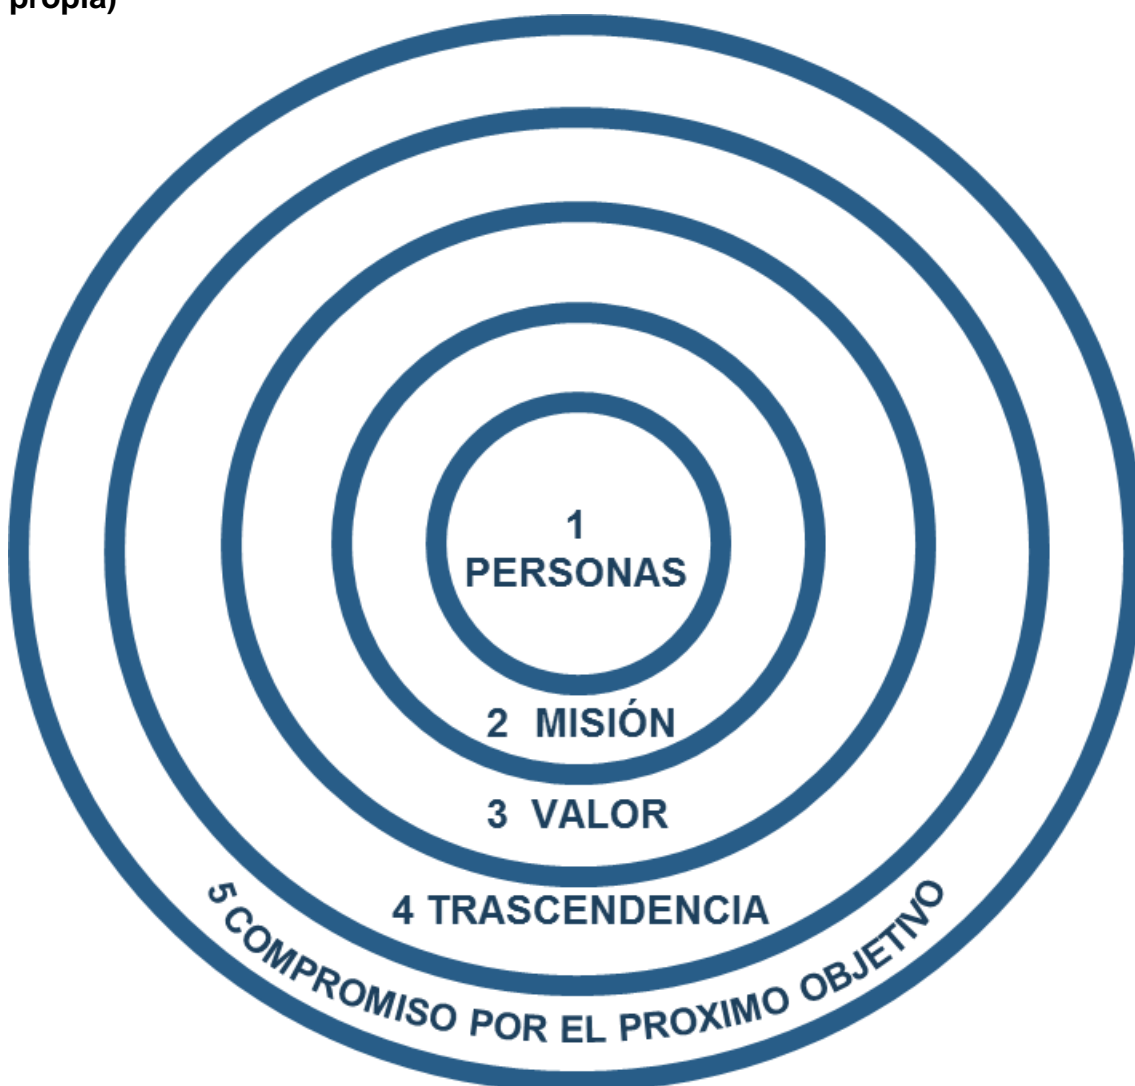 propia)
1
PERSONAS
2 MISIÓN
3 VALOR
4 TRASCENDENCIA
5 COMPROMISO POR EL PROXIMO OBJETIVO